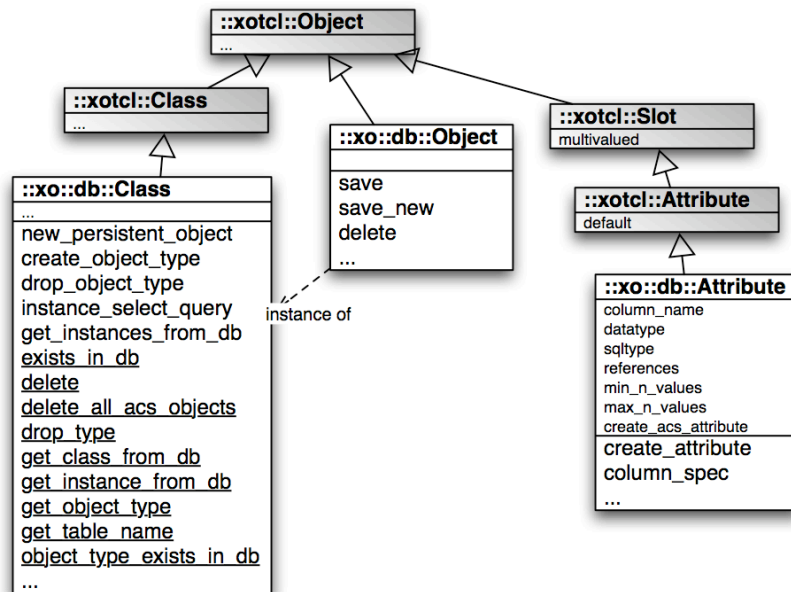 ::xotcl::Object
...
::xotcl::Class
...
::xo::db::Object
save
save_new
delete
...
::xotcl::Slot
multivalued
::xotcl::Attribute
default
::xo::db::Class
...
new_persistent_object
create_object_type
drop_object_type
instance_select_query
get_instances_from_db
exists_in_db
delete
delete_all_acs_objects
drop_type
get_class_from_db
get_instance_from_db
get_object_type
get_table_name
object_type_exists_in_db
...
instance of
::xo::db::Attribute
column_name
datatype
sqltype
references
min_n_values
max_n_values
create_acs_attribute
create_attribute
column_spec
...